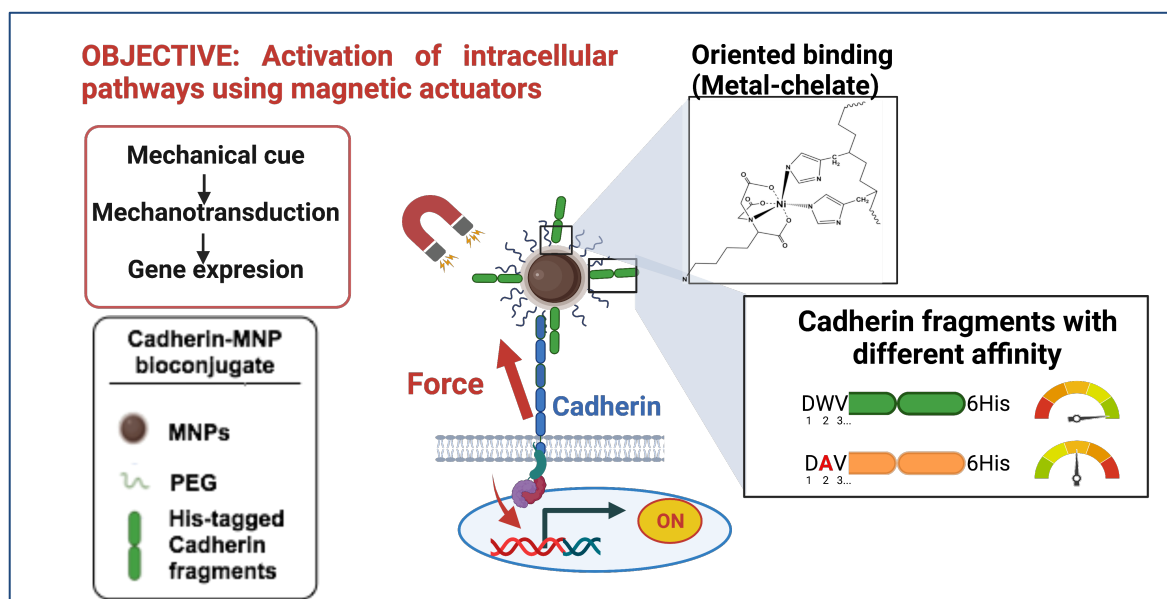 OBJECTIVE: Activation of intracellular
pathways using magnetic actuators
Oriented binding
(Metal-chelate)
Mechanical cue
Mechanotransduction
Gene expresion
Cadherin-MNP
bioconjugate
MNPs
PEG
His-tagged
Cadherin
fragments
Force
Cadherin
ON
N
CH2
N
N
CH2
N
O
O
O
O
O
O
Ni
N
N
Cadherin fragments with
different affinity
DWV 6His
1 2 3...
DAV 6His
1 2 3...